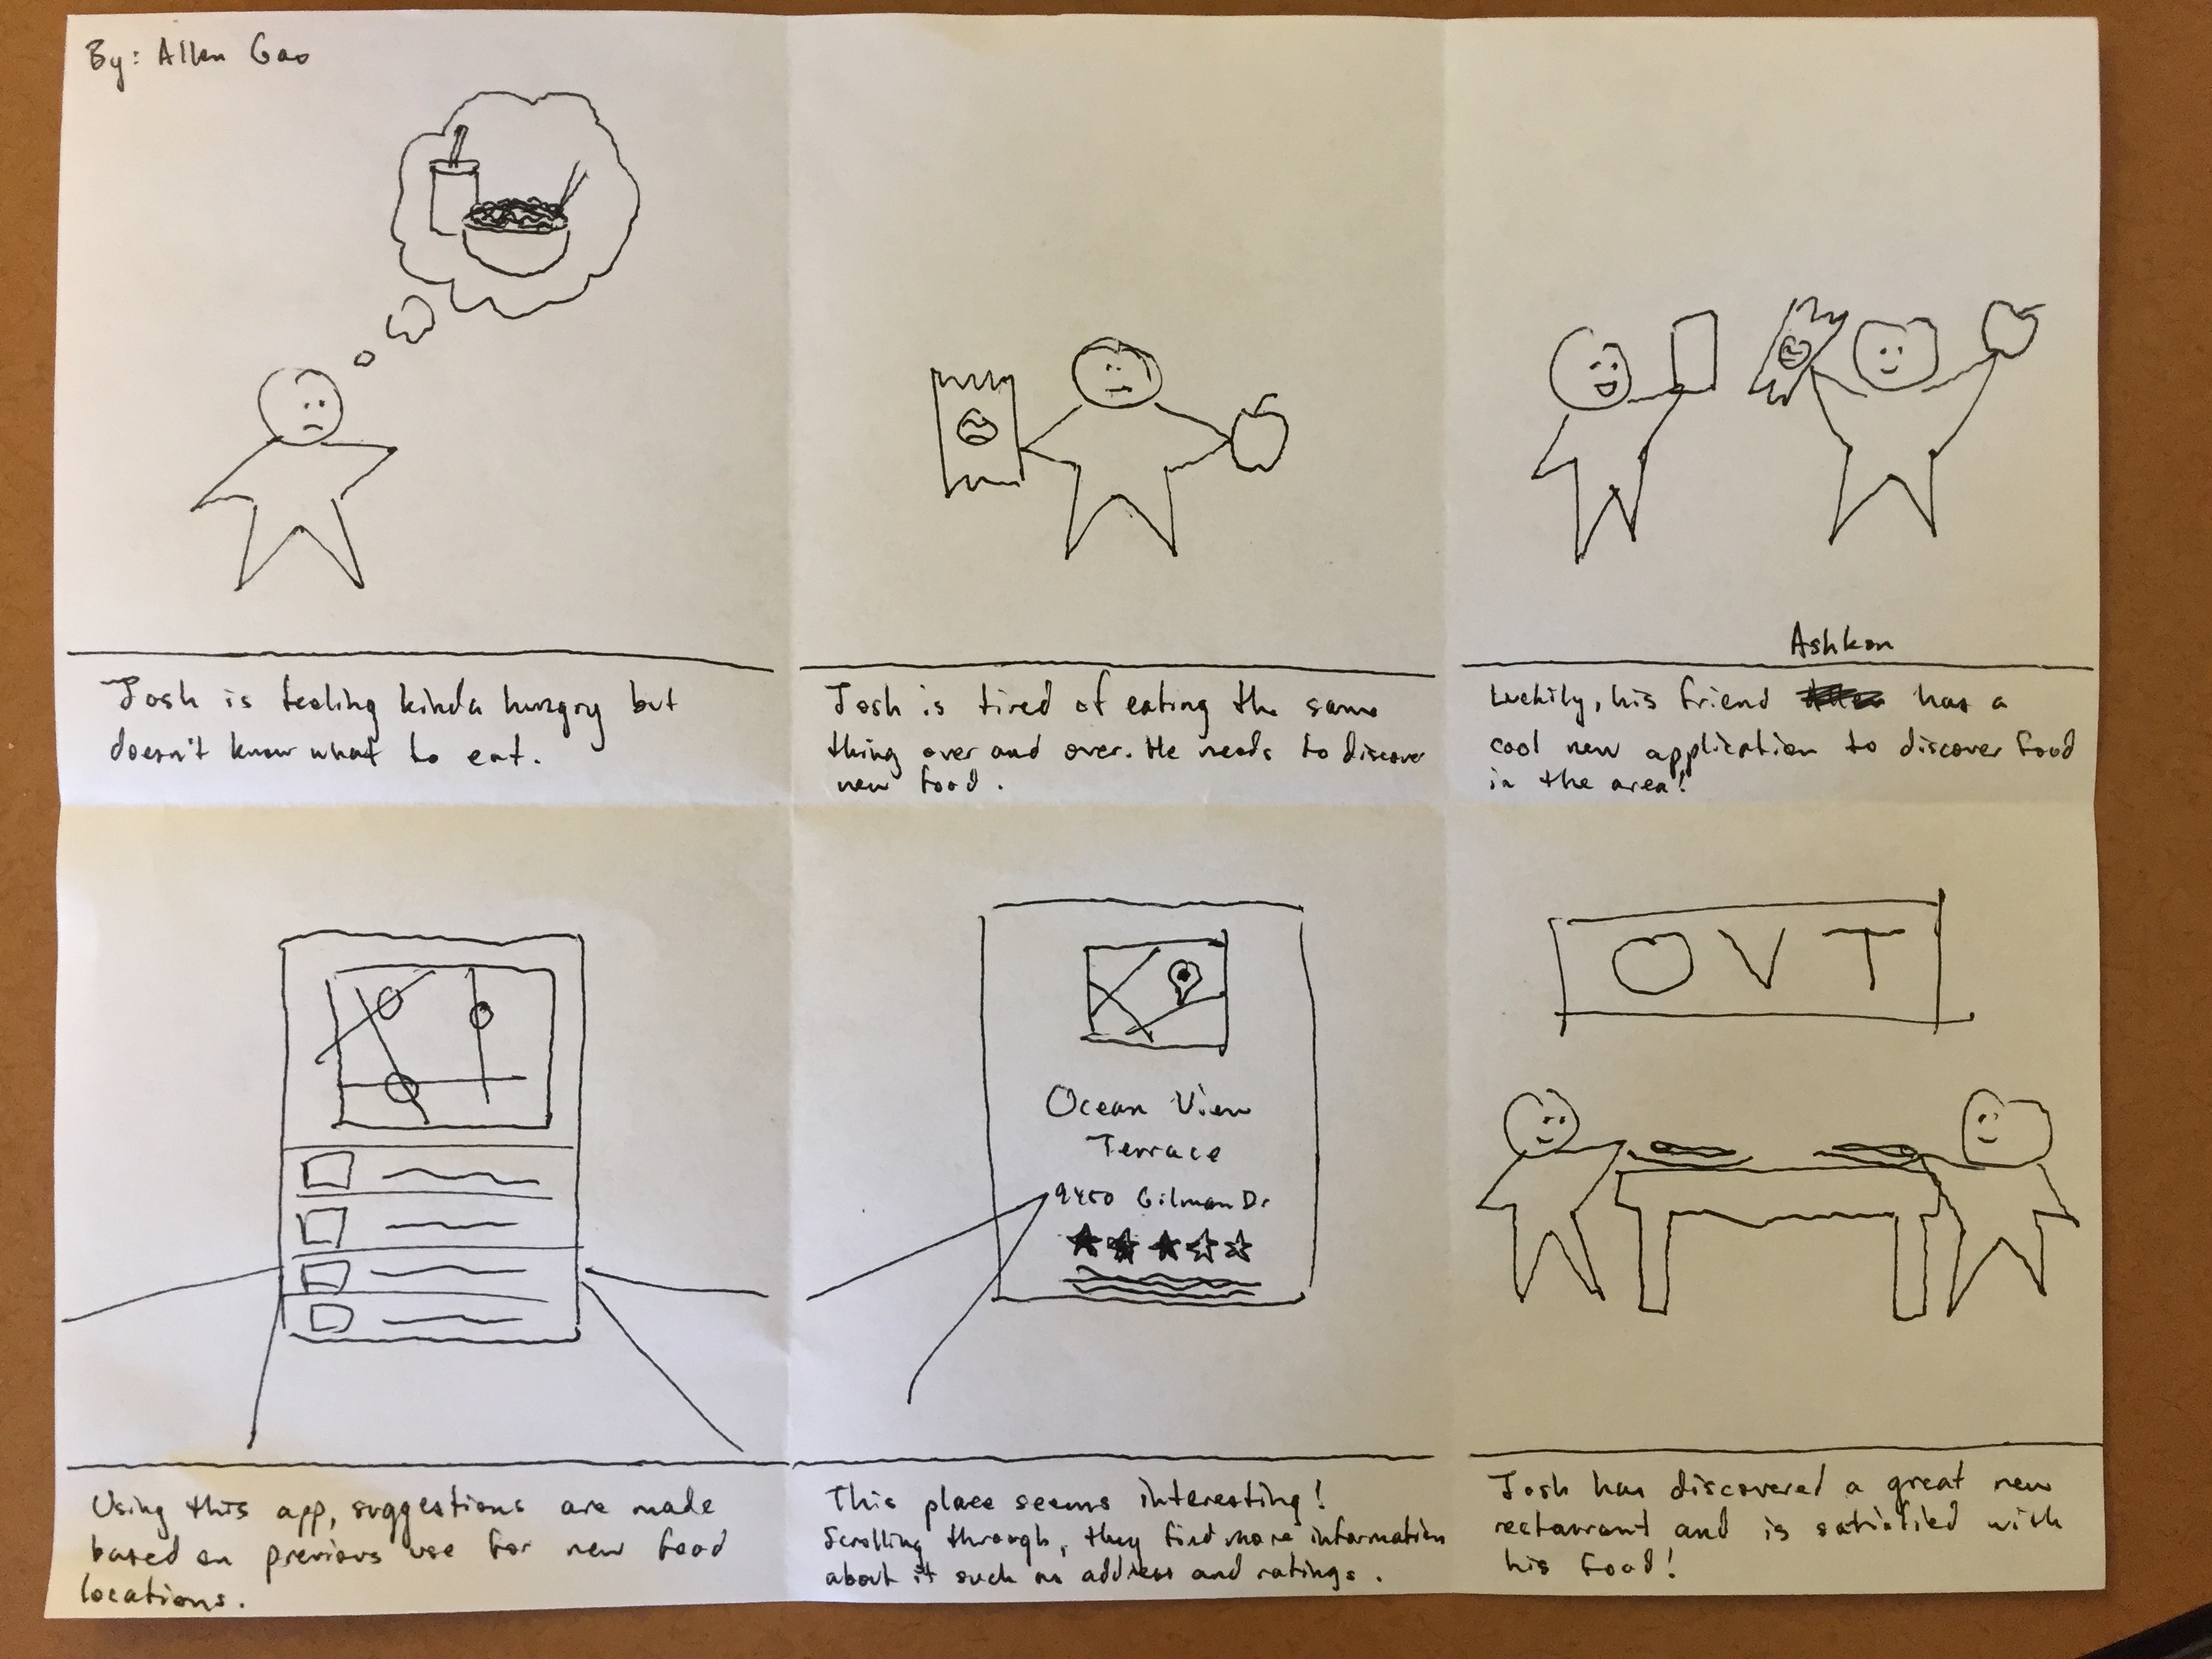 By: Allen Gao
Josh is feeling kinda hungry but
doesn't know what to eat.
Josh is tired of eating the same
thing over and over. He needs to discover
new food.
Ashkon
Luckily, his friend has a
cool new application to discover food
in the area!
Using this app, suggestions are made
based on previous use for new food
locations.
Ocean View
Terrace
9450 Gilman Dr
This place seems interesting!
Scrolling through, they find more information
about it such as address and ratings.
OVT
Josh has discovered a great new
restaurant and is satisfied with
his food!